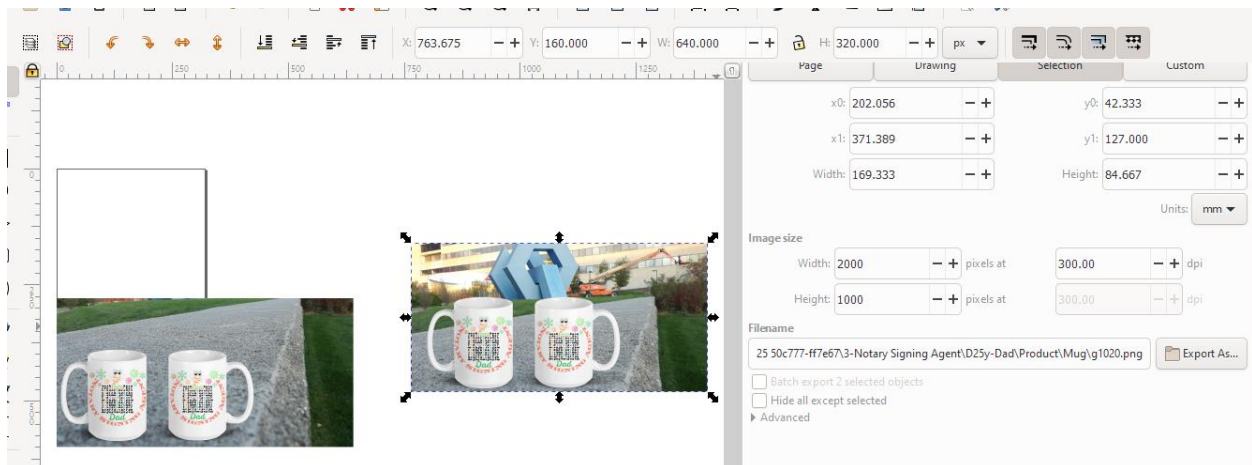 X: 763.675 − + Y: 160.000 − + W: 640.000 − + H: 320.000 − + px
0 250 500 750 1000 1250
Page Drawing Selection Custom
x0: 202.056 − + y0: 42.333 − +
x1: 371.389 − + y1: 127.000 − +
Width: 169.333 − + Height: 84.667 − +
Units: mm
Image size
Width: 2000 − + pixels at 300.00 − + dpi
Height: 1000 − + pixels at 300.00 − + dpi
Filename
25 50c777-ff7e67\3-Notary Signing Agent\D25y-Dad\Product\Mug\g1020.png Export As...
Batch export 2 selected objects
Hide all except selected
Advanced
0
250
500
Dad
Dad
Dad
Dad